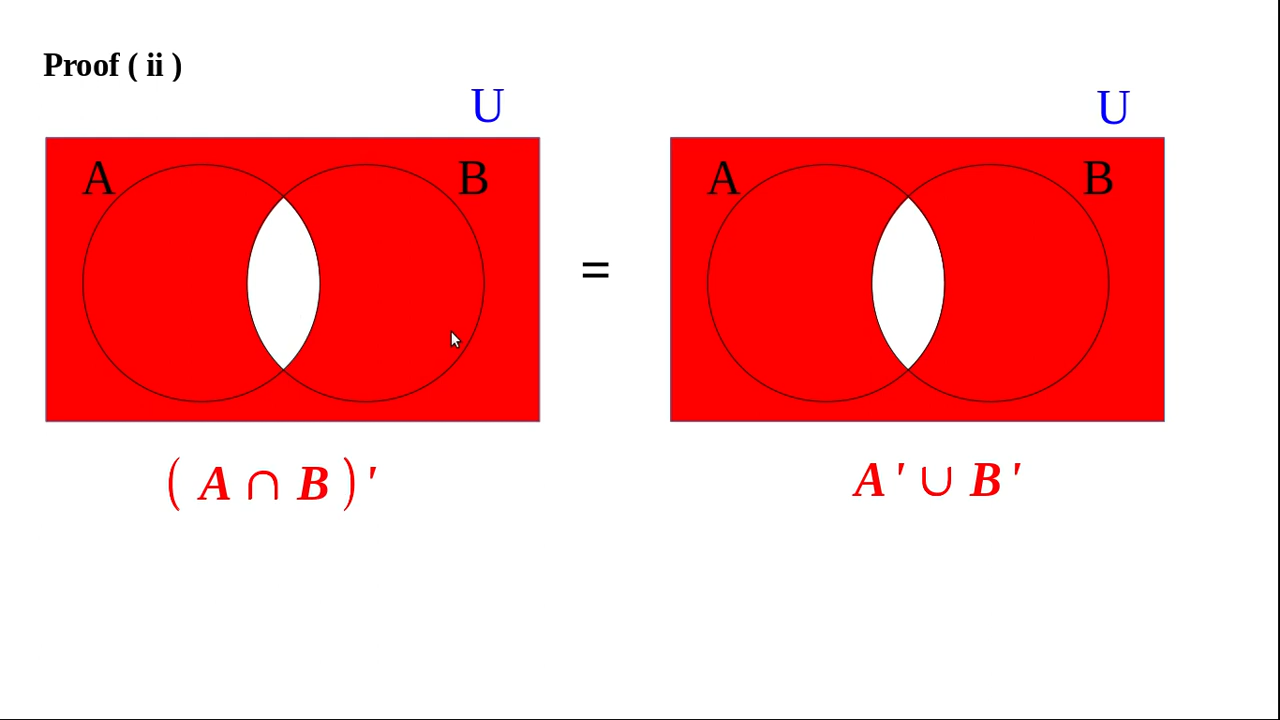 Proof ( ii )
U
U
A
B
A
B
=
( A ∩ B ) '
A ' ∪ B '